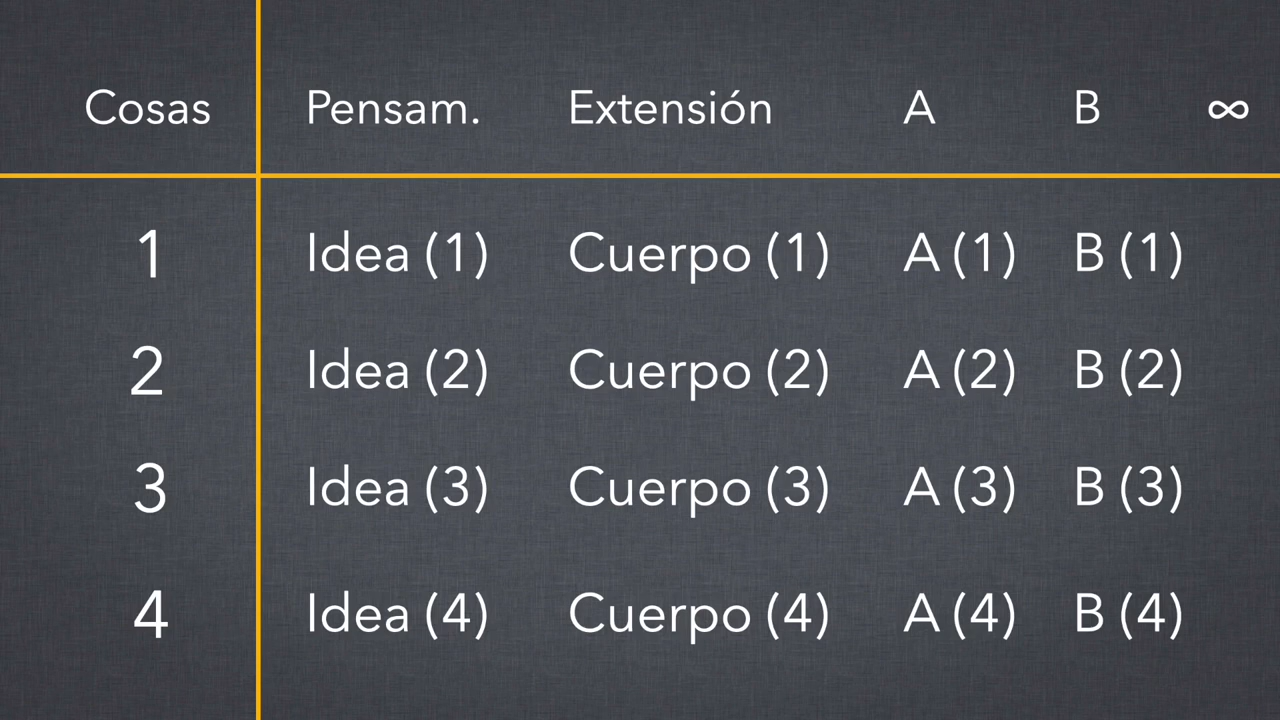 Cosas Pensam. Extensión A B ∞
1 Idea (1) Cuerpo (1) A (1) B (1)
2 Idea (2) Cuerpo (2) A (2) B (2)
3 Idea (3) Cuerpo (3) A (3) B (3)
4 Idea (4) Cuerpo (4) A (4) B (4)